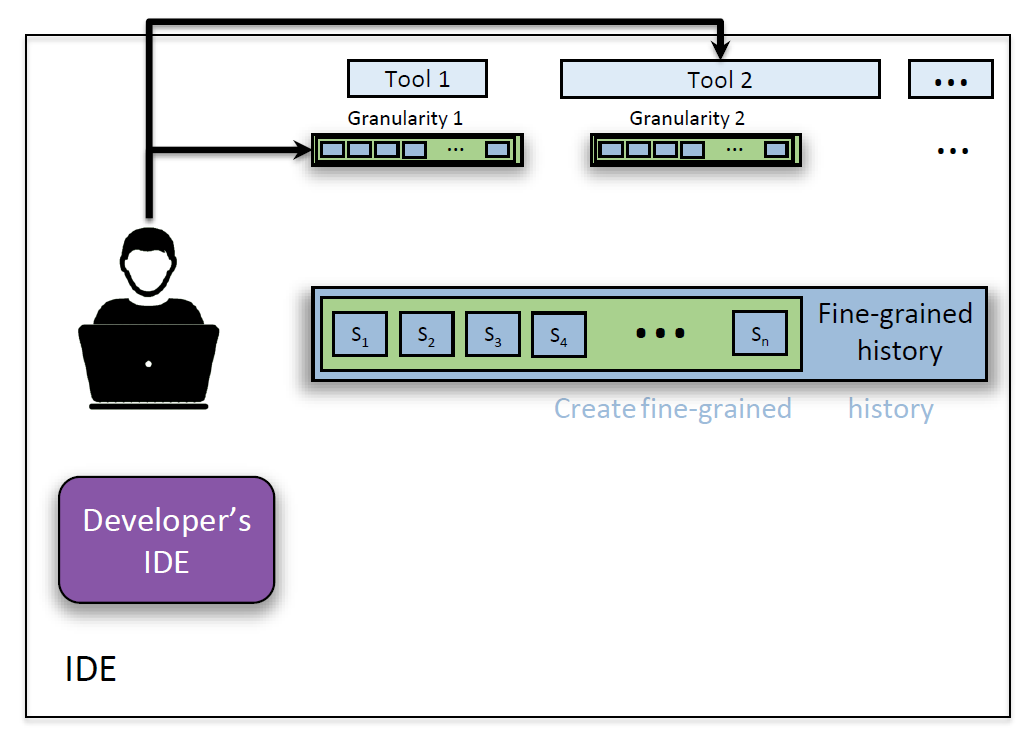 Tool 1
Tool 2
...
Granularity 1
Granularity 2
...
...
...
S1 S2 S3 S4 ... Sn
Fine-grained
history
Create fine-grained history
Developer's
IDE
IDE